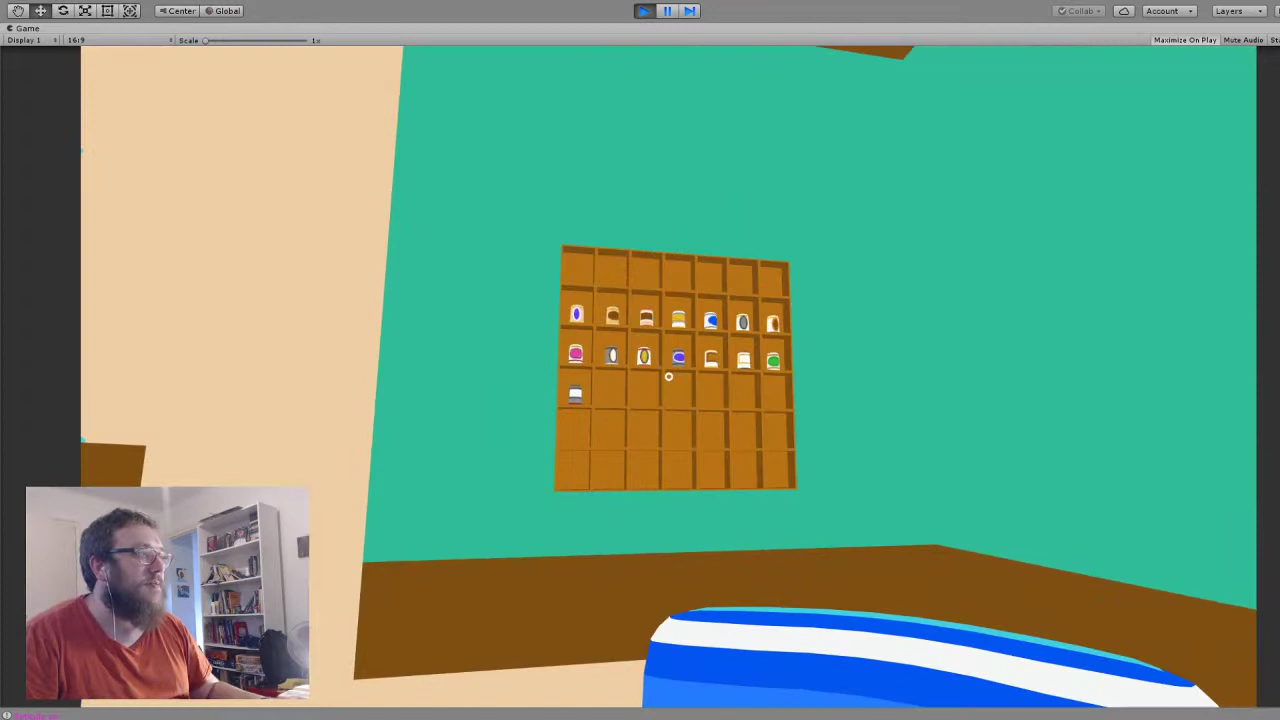 Center Global Collab Account Layers
Game
Display 1 16:9 Scale 1x Maximize On Play Mute Audio